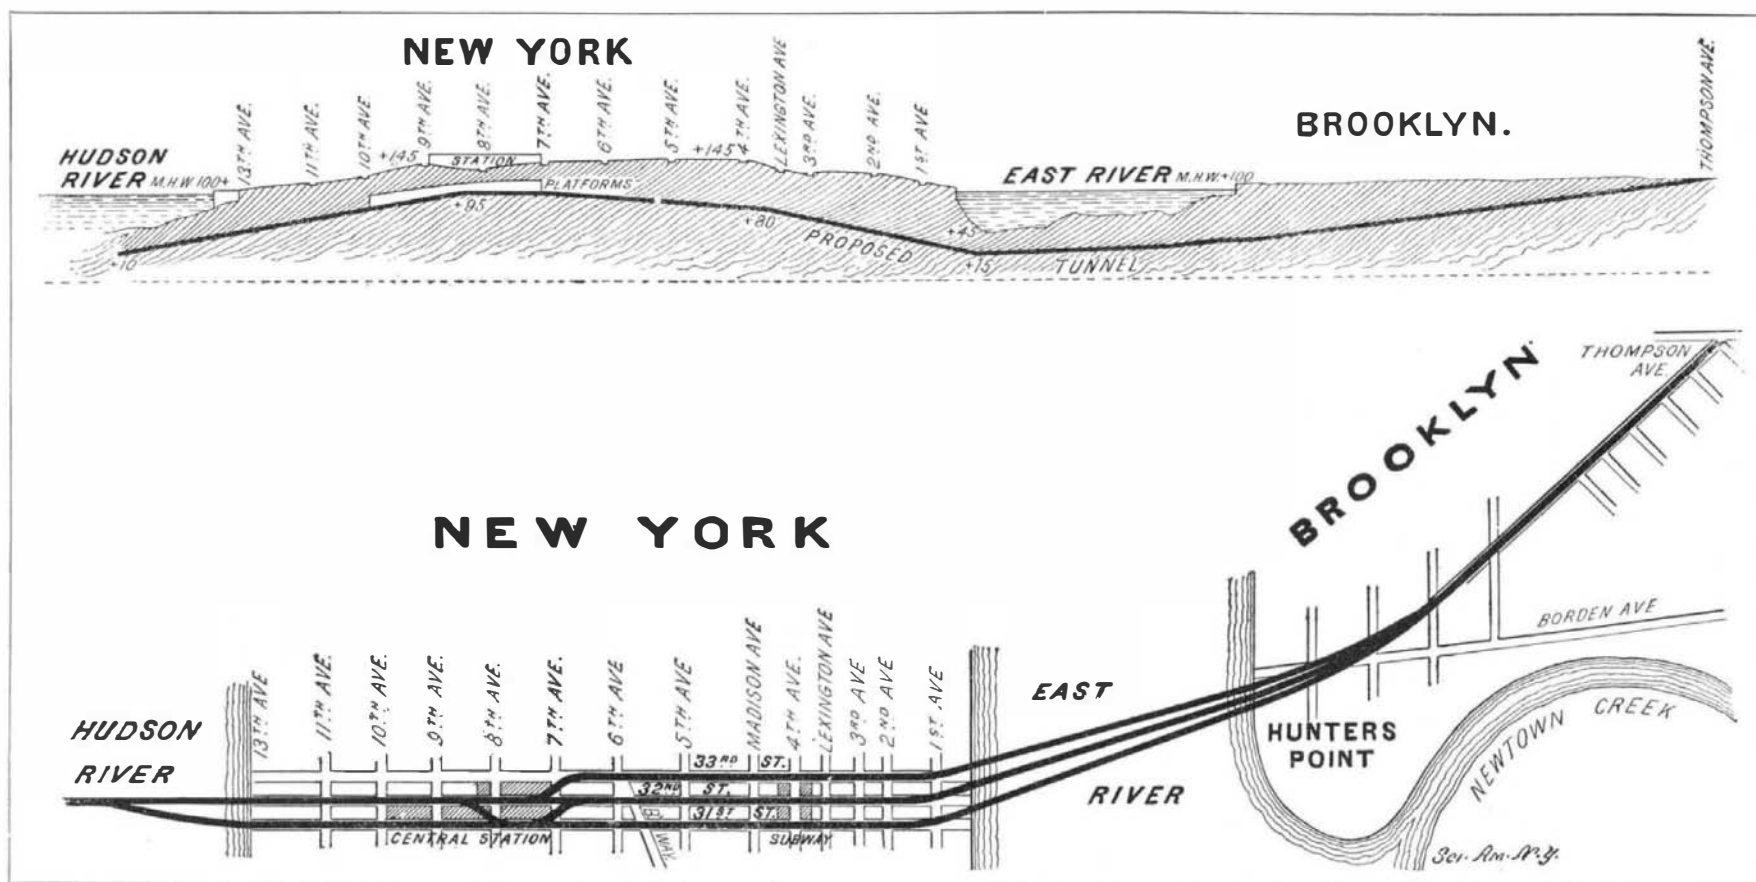 NEW YORK
BROOKLYN.
HUDSON
RIVER M.H.W 100+
13TH AVE.
11TH AVE.
10TH AVE.
9TH AVE.
8TH AVE.
7TH AVE.
6TH AVE.
5TH AVE.
4TH AVE.
LEXINGTON AVE
3RD AVE.
2ND AVE.
1ST AVE
THOMPSON AVE.
+145
STATION
+145
PLATFORMS
EAST RIVER M.H.W.+100
+95
+80
+45
PROPOSED
TUNNEL
+10
+15
NEW YORK
BROOKLYN
THOMPSON
AVE.
BORDEN AVE
HUDSON
RIVER
13TH AVE
11TH AVE.
10TH AVE.
9TH AVE.
8TH AVE.
7TH AVE.
6TH AVE
5TH AVE
MADISON AVE
4TH AVE.
LEXINGTON AVE
3RD AVE
2ND AVE
1ST AVE
33RD ST.
32ND ST.
31ST ST.
B'WAY.
CENTRAL STATION
SUBWAY
EAST
RIVER
HUNTERS
POINT
NEWTOWN CREEK
Sci. Am. N.Y.